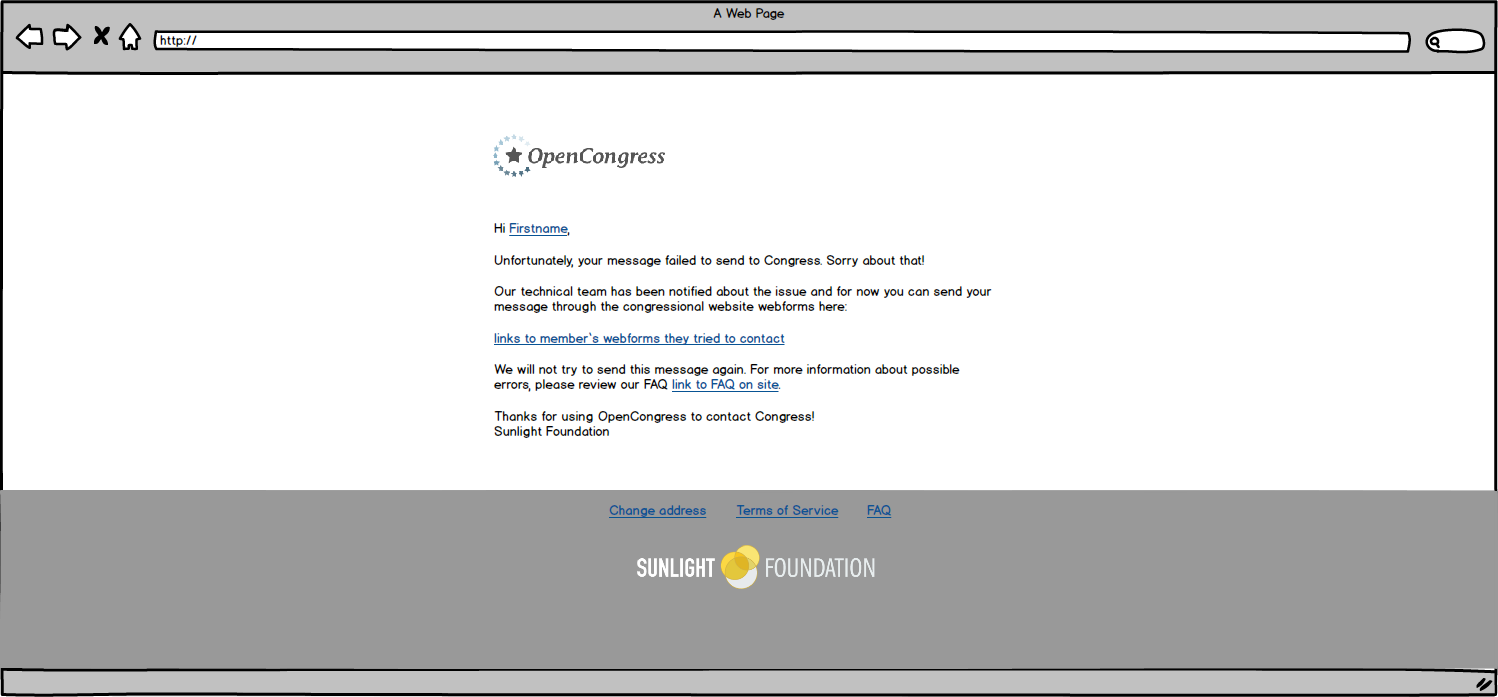 A Web Page
http://
OpenCongress
Hi Firstname,
Unfortunately, your message failed to send to Congress. Sorry about that!
Our technical team has been notified about the issue and for now you can send your
message through the congressional website webforms here:
links to member`s webforms they tried to contact
We will not try to send this message again. For more information about possible
errors, please review our FAQ link to FAQ on site.
Thanks for using OpenCongress to contact Congress!
Sunlight Foundation
Change address Terms of Service FAQ
SUNLIGHT FOUNDATION